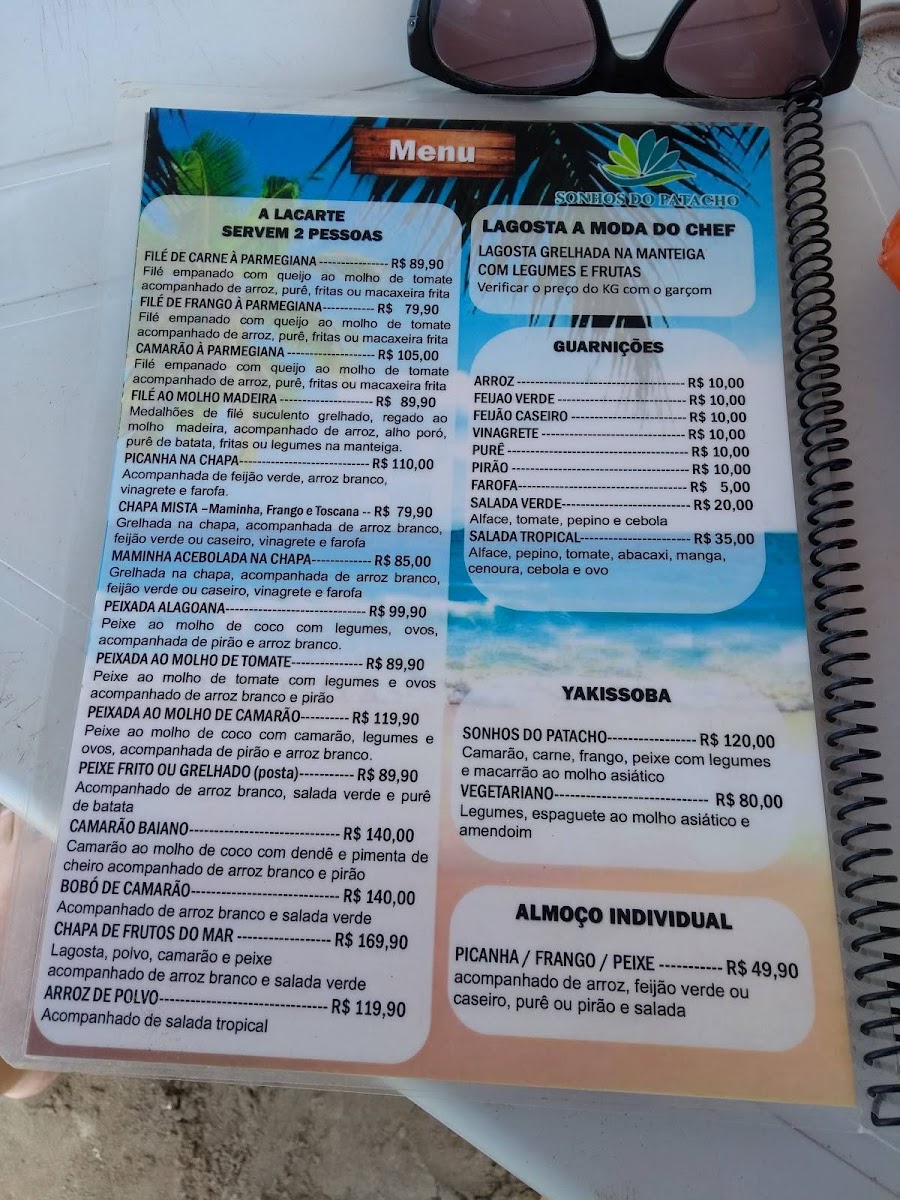 Menu
SONHOS DO PATACHO
A LACARTE
SERVEM 2 PESSOAS
FILÉ DE CARNE À PARMEGIANA ------------------ R$ 89,90
Filé empanado com queijo ao molho de tomate
acompanhado de arroz, purê, fritas ou macaxeira frita
FILÉ DE FRANGO À PARMEGIANA------------ R$ 79,90
Filé empanado com queijo ao molho de tomate
acompanhado de arroz, purê, fritas ou macaxeira frita
CAMARÃO À PARMEGIANA -------------------- R$ 105,00
Filé empanado com queijo ao molho de tomate
acompanhado de arroz, purê, fritas ou macaxeira frita
FILÉ AO MOLHO MADEIRA --------------------- R$ 89,90
Medalhões de filé suculento grelhado, regado ao
molho madeira, acompanhado de arroz, alho poró,
purê de batata, fritas ou legumes na manteiga.
PICANHA NA CHAPA----------------------------- R$ 110,00
Acompanhada de feijão verde, arroz branco,
vinagrete e farofa.
CHAPA MISTA –Maminha, Frango e Toscana -- R$ 79,90
Grelhada na chapa, acompanhada de arroz branco,
feijão verde ou caseiro, vinagrete e farofa
MAMINHA ACEBOLADA NA CHAPA------------- R$ 85,00
Grelhada na chapa, acompanhada de arroz branco,
feijão verde ou caseiro, vinagrete e farofa
PEIXADA ALAGOANA------------------------------- R$ 99,90
Peixe ao molho de coco com legumes, ovos,
acompanhada de pirão e arroz branco.
PEIXADA AO MOLHO DE TOMATE---------------- R$ 89,90
Peixe ao molho de tomate com legumes e ovos
acompanhado de arroz branco e pirão
PEIXADA AO MOLHO DE CAMARÃO---------- R$ 119,90
Peixe ao molho de coco com camarão, legumes e
ovos, acompanhado de pirão e arroz branco.
PEIXE FRITO OU GRELHADO (posta)----------- R$ 89,90
Acompanhado de arroz branco, salada verde e purê
de batata
CAMARÃO BAIANO------------------------------ R$ 140,00
Camarão ao molho de coco com dendê e pimenta de
cheiro acompanhado de arroz branco e pirão
BOBÓ DE CAMARÃO----------------------------- R$ 140,00
Acompanhado de arroz branco e salada verde
CHAPA DE FRUTOS DO MAR ------------------ R$ 169,90
Lagosta, polvo, camarão e peixe
acompanhado de arroz branco e salada verde
ARROZ DE POLVO-------------------------------- R$ 119,90
Acompanhado de salada tropical
LAGOSTA A MODA DO CHEF
LAGOSTA GRELHADA NA MANTEIGA
COM LEGUMES E FRUTAS
Verificar o preço do KG com o garçom
GUARNIÇÕES
ARROZ ---------------------------------- R$ 10,00
FEIJAO VERDE --------------------------- R$ 10,00
FEIJÃO CASEIRO ------------------------ R$ 10,00
VINAGRETE ------------------------------ R$ 10,00
PURÊ ------------------------------------- R$ 10,00
PIRÃO ------------------------------------ R$ 10,00
FAROFA---------------------------------- R$ 5,00
SALADA VERDE-------------------------- R$ 20,00
Alface, tomate, pepino e cebola
SALADA TROPICAL---------------------- R$ 35,00
Alface, pepino, tomate, abacaxi, manga,
cenoura, cebola e ovo
YAKISSOBA
SONHOS DO PATACHO----------------- R$ 120,00
Camarão, carne, frango, peixe com legumes
e macarrão ao molho asiático
VEGETARIANO------------------------------ R$ 80,00
Legumes, espaguete ao molho asiático e
amendoim
ALMOÇO INDIVIDUAL
PICANHA / FRANGO / PEIXE ----------- R$ 49,90
acompanhado de arroz, feijão verde ou
caseiro, purê ou pirão e salada